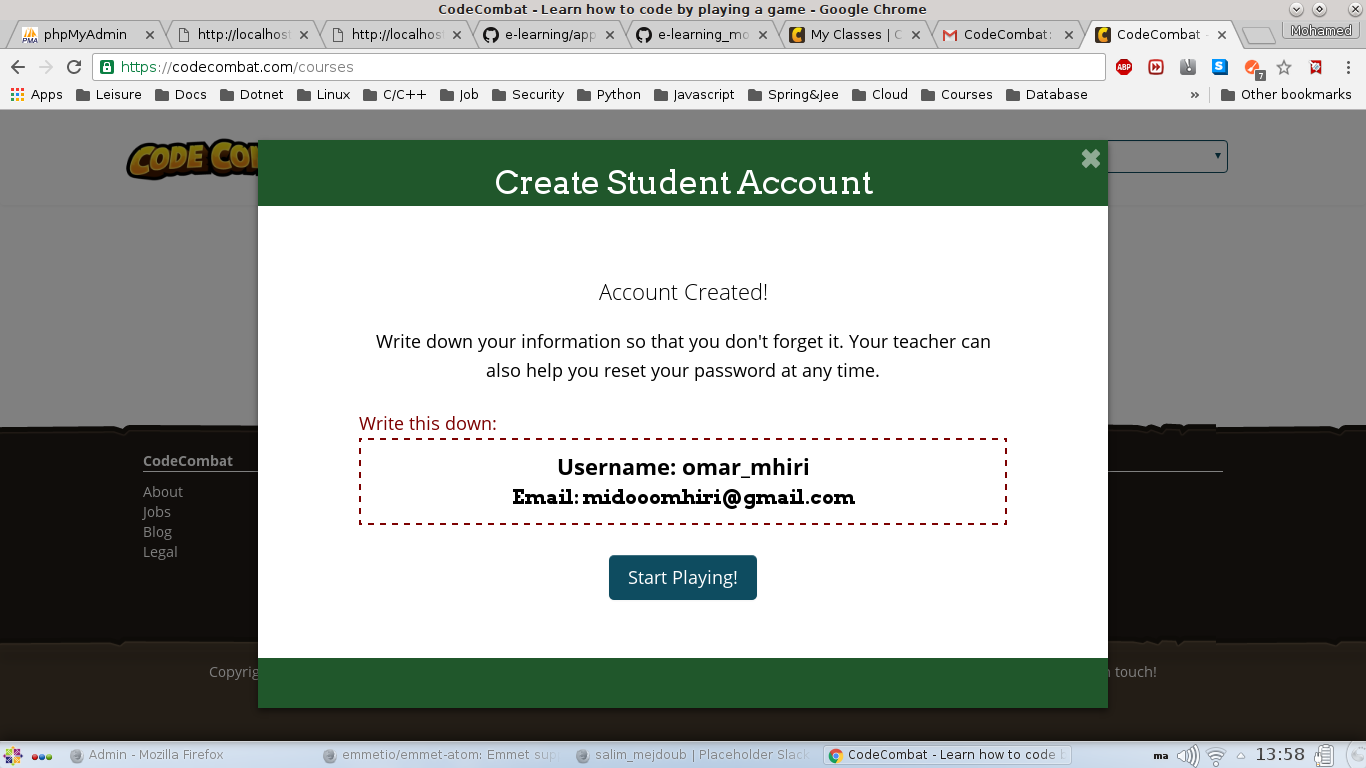 CodeCombat - Learn how to code by playing a game - Google Chrome
phpMyAdmin
http://localhos
http://localhos
e-learning/app
e-learning_mo
My Classes | C
CodeCombat:
CodeCombat -
Mohamed
https://codecombat.com/courses
ABP
7
Apps Leisure Docs Dotnet Linux C/C++ Job Security Python Javascript Spring&Jee Cloud Courses Database » Other bookmarks
CODE COM
Create Student Account
Account Created!
Write down your information so that you don't forget it. Your teacher can
also help you reset your password at any time.
Write this down:
Username: omar_mhiri
Email: midooomhiri@gmail.com
Start Playing!
CodeCombat
About
Jobs
Blog
Legal
Copyrig
touch!
Admin - Mozilla Firefox
emmetio/emmet-atom: Emmet sup
salim_mejdoub | Placeholder Slack
CodeCombat - Learn how to code b
ma
13:58